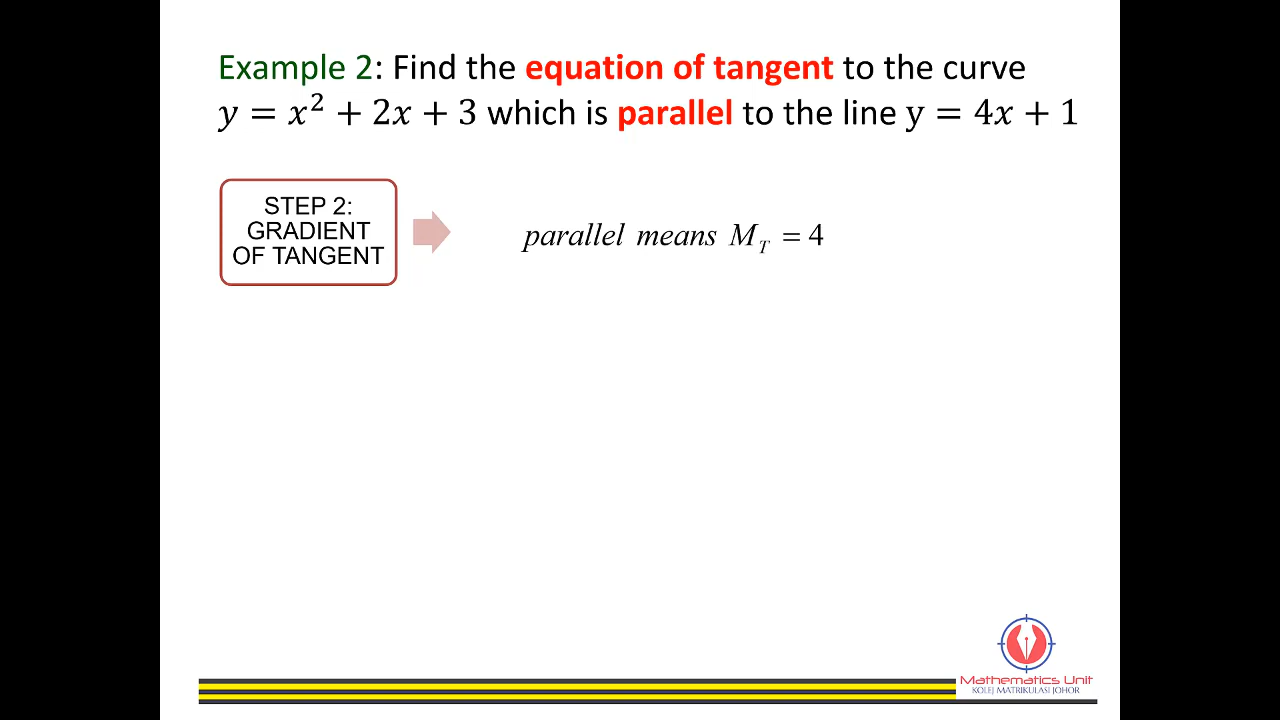 Example 2: Find the equation of tangent to the curve
y = x² + 2x + 3 which is parallel to the line y = 4x + 1
STEP 2:
GRADIENT
OF TANGENT
parallel means M_T = 4
Mathematics Unit
KOLEJ MATRIKULASI JOHOR